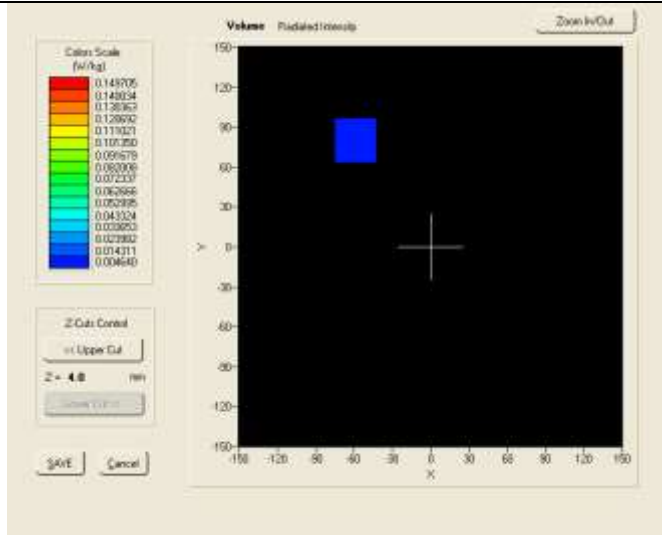 Volume Radiated Intensity
Zoom In/Out
Colors Scale
(W/kg)
0.149705
0.140034
0.130363
0.120692
0.111021
0.101350
0.091679
0.082008
0.072337
0.062666
0.052995
0.043324
0.033653
0.023982
0.014311
0.004640
150
120
90
60
30
0
-30
-60
-90
-120
-150
Y
-150 -120 -90 -60 -30 0 30 60 90 120 150
X
Z-Cuts Control
<< Upper Cut
Z = 4.0 mm
SAVE Cancel